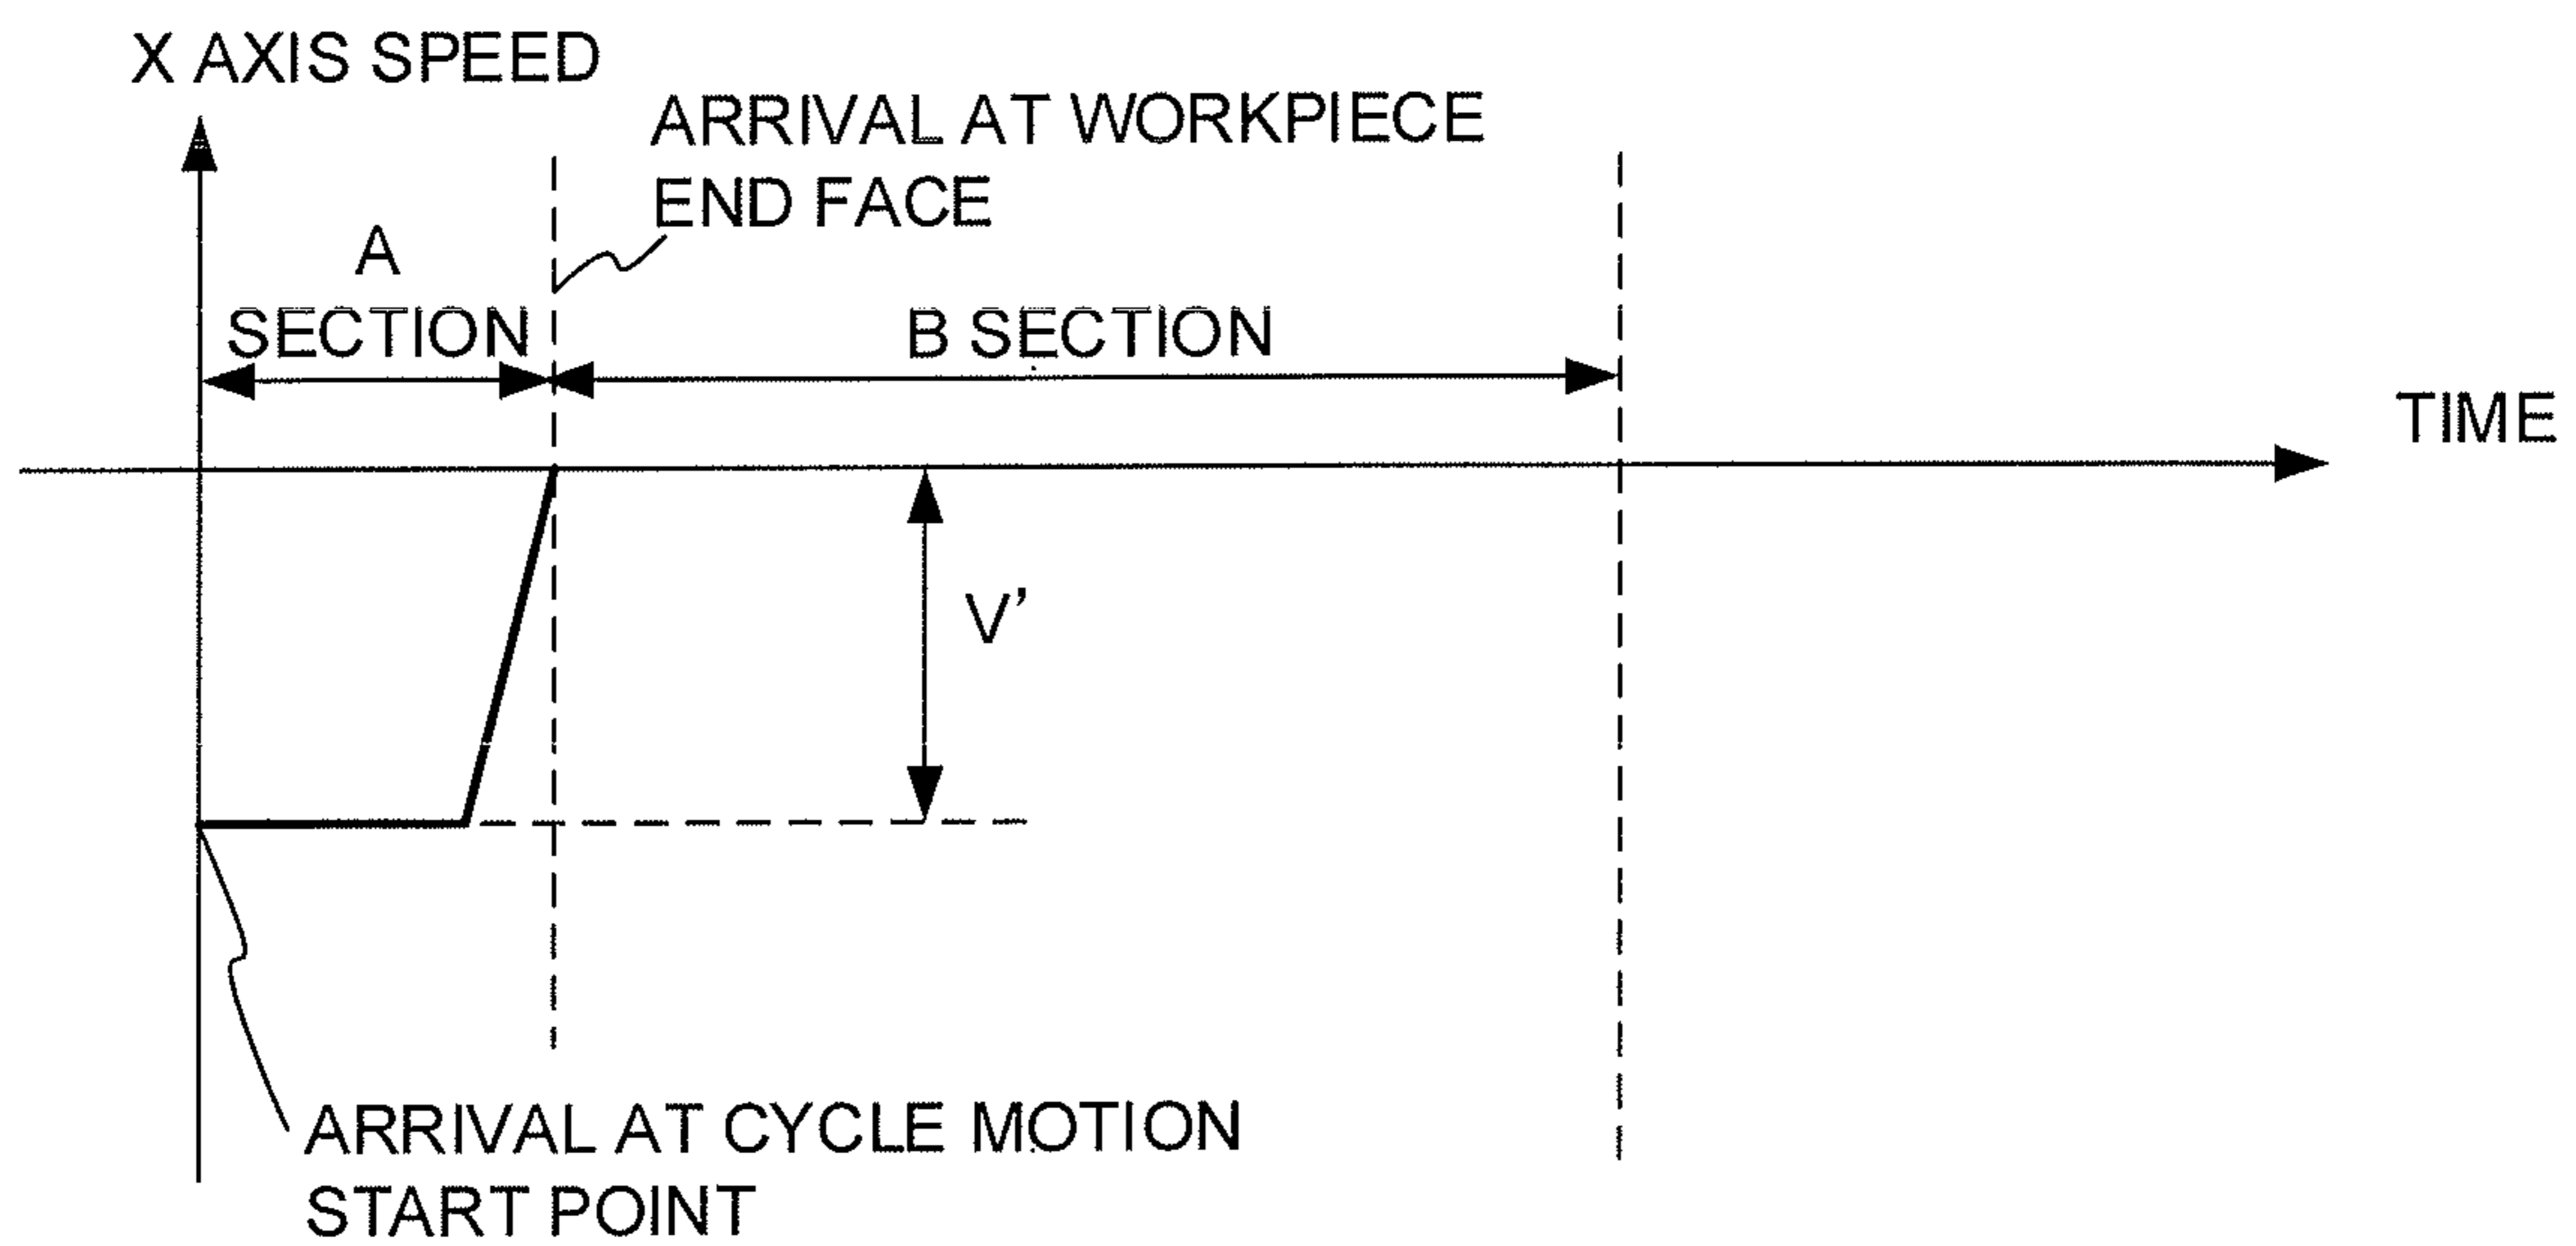 X AXIS SPEED
ARRIVAL AT WORKPIECE
END FACE
A
SECTION
B SECTION
TIME
V’
ARRIVAL AT CYCLE MOTION
START POINT